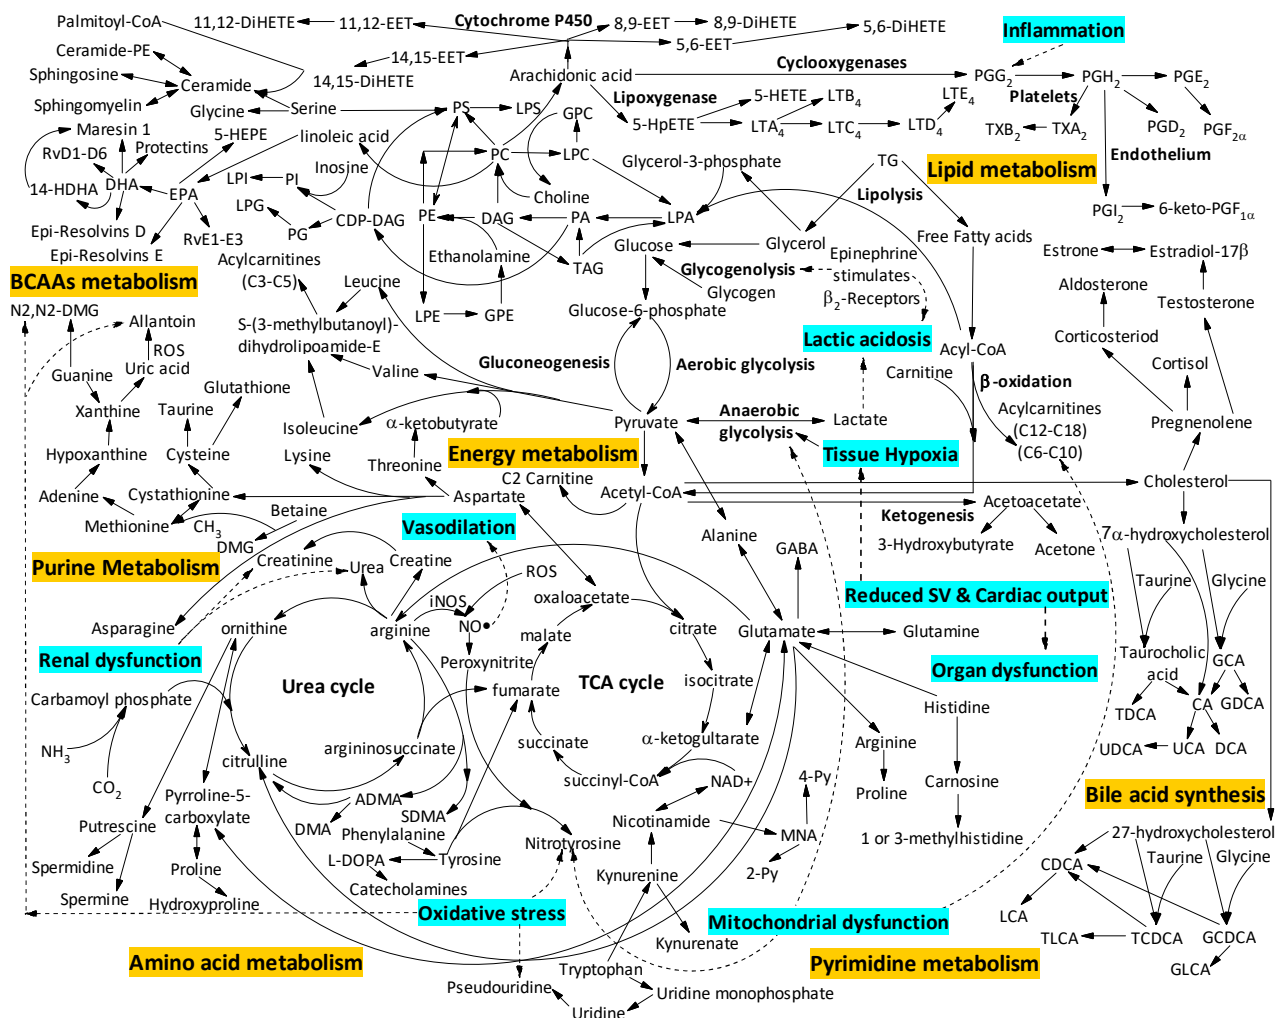 Palmitoyl-CoA
11,12-DiHETE
11,12-EET
Cytochrome P450
8,9-EET
8,9-DiHETE
5,6-DiHETE
5,6-EET
Inflammation
Ceramide-PE
14,15-EET
14,15-DiHETE
Sphingosine
Ceramide
Arachidonic acid
Cyclooxygenases
PGG2
PGH2
PGE2
Sphingomyelin
Glycine
Serine
PS
LPS
GPC
Lipoxygenase
5-HETE
LTB4
LTE4
Platelets
5-HpETE
LTA4
LTC4
LTD4
TXB2
TXA2
PGD2
PGF2α
Maresin 1
5-HEPE
linoleic acid
RvD1-D6
Protectins
PC
LPC
Glycerol-3-phosphate
TG
Lipid metabolism
Endothelium
Inosine
14-HDHA
DHA
EPA
LPI
PI
Choline
Lipolysis
LPG
CDP-DAG
PE
DAG
PA
LPA
PGI2
6-keto-PGF1α
Epi-Resolvins D
RvE1-E3
PG
Glucose
Glycerol
Free Fatty acids
Epi-Resolvins E
Acylcarnitines
(C3-C5)
Ethanolamine
TAG
Epinephrine
stimulates
β2-Receptors
Estrone
Estradiol-17β
BCAAs metabolism
Glycogenolysis
Glycogen
Leucine
Aldosterone
Testosterone
N2,N2-DMG
Allantoin
S-(3-methylbutanoyl)-
dihydrolipoamide-E
LPE
GPE
Glucose-6-phosphate
Lactic acidosis
Corticosteriod
ROS
Uric acid
Acyl-CoA
Guanine
Glutathione
Valine
Gluconeogenesis
Aerobic glycolysis
Carnitine
β-oxidation
Cortisol
Xanthine
Taurine
Isoleucine
α-ketobutyrate
Pyruvate
Anaerobic
glycolysis
Lactate
Acylcarnitines
(C12-C18)
(C6-C10)
Pregnenolene
Hypoxanthine
Cysteine
Lysine
Threonine
Energy metabolism
Tissue Hypoxia
Adenine
Cystathionine
Aspartate
C2 Carnitine
Acetyl-CoA
Cholesterol
Methionine
CH3
Betaine
DMG
Vasodilation
Ketogenesis
Acetoacetate
3-Hydroxybutyrate
Acetone
Alanine
7α-hydroxycholesterol
Purine Metabolism
Creatinine
Urea
Creatine
GABA
ROS
iNOS
oxaloacetate
Reduced SV & Cardiac output
Taurine
Glycine
Asparagine
ornithine
arginine
NO●
malate
citrate
Glutamate
Glutamine
Renal dysfunction
Peroxynitrite
Organ dysfunction
Taurocholic
acid
GCA
Carbamoyl phosphate
Urea cycle
fumarate
TCA cycle
isocitrate
Histidine
TDCA
CA
GDCA
NH3
argininosuccinate
succinate
α-ketogultarate
Arginine
UDCA
UCA
DCA
citrulline
CO2
succinyl-CoA
NAD+
4-Py
Proline
Carnosine
Bile acid synthesis
Pyrroline-5-
carboxylate
ADMA
SDMA
DMA
Putrescine
Phenylalanine
Nicotinamide
MNA
1 or 3-methylhistidine
27-hydroxycholesterol
Nitrotyrosine
Spermidine
Proline
L-DOPA
Tyrosine
2-Py
CDCA
Taurine
Glycine
Spermine
Hydroxyproline
Catecholamines
Kynurenine
Oxidative stress
Mitochondrial dysfunction
LCA
Kynurenate
TLCA
TCDCA
GCDCA
Amino acid metabolism
Tryptophan
Pyrimidine metabolism
GLCA
Pseudouridine
Uridine monophosphate
Uridine